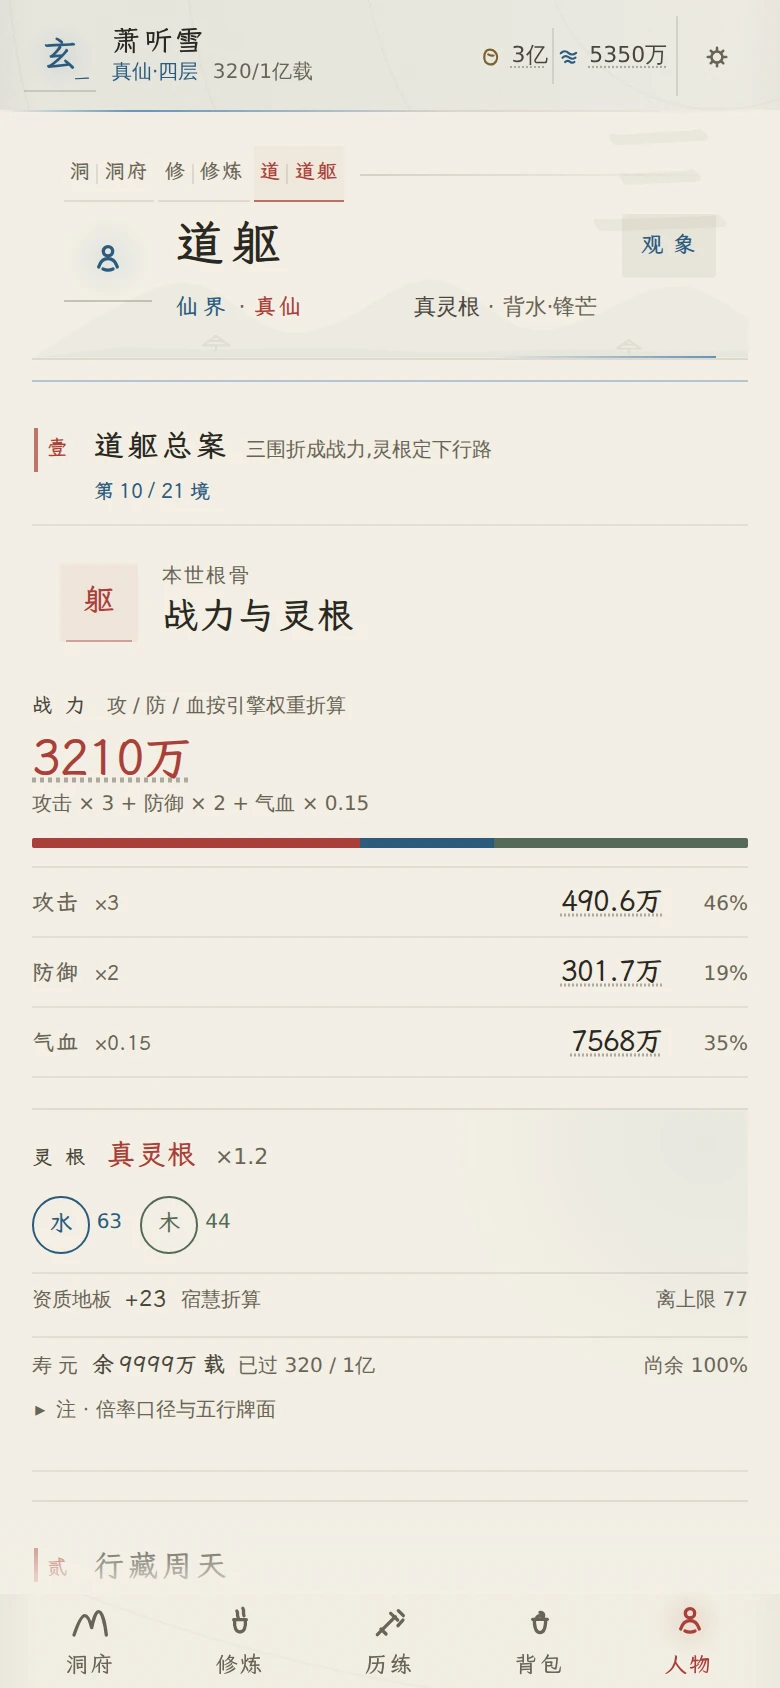 玄一 萧听雪 3亿 5350万
真仙·四层 320/1亿载
洞 洞府 修 修炼 道 道躯
道躯
观象
仙界 · 真仙 真灵根 · 背水·锋芒
壹 道躯总案 三围折成战力,灵根定下行路
第 10 / 21 境
躯 本世根骨
战力与灵根
战力 攻 / 防 / 血按引擎权重折算
3210万
攻击 × 3 + 防御 × 2 + 气血 × 0.15
攻击 ×3 490.6万 46%
防御 ×2 301.7万 19%
气血 ×0.15 7568万 35%
灵根 真灵根 ×1.2
水 63 木 44
资质地板 +23 宿慧折算 离上限 77
寿元 余9999万 载 已过 320 / 1亿 尚余 100%
▸ 注 · 倍率口径与五行牌面
贰 行藏周天
洞府 修炼 历练 背包 人物